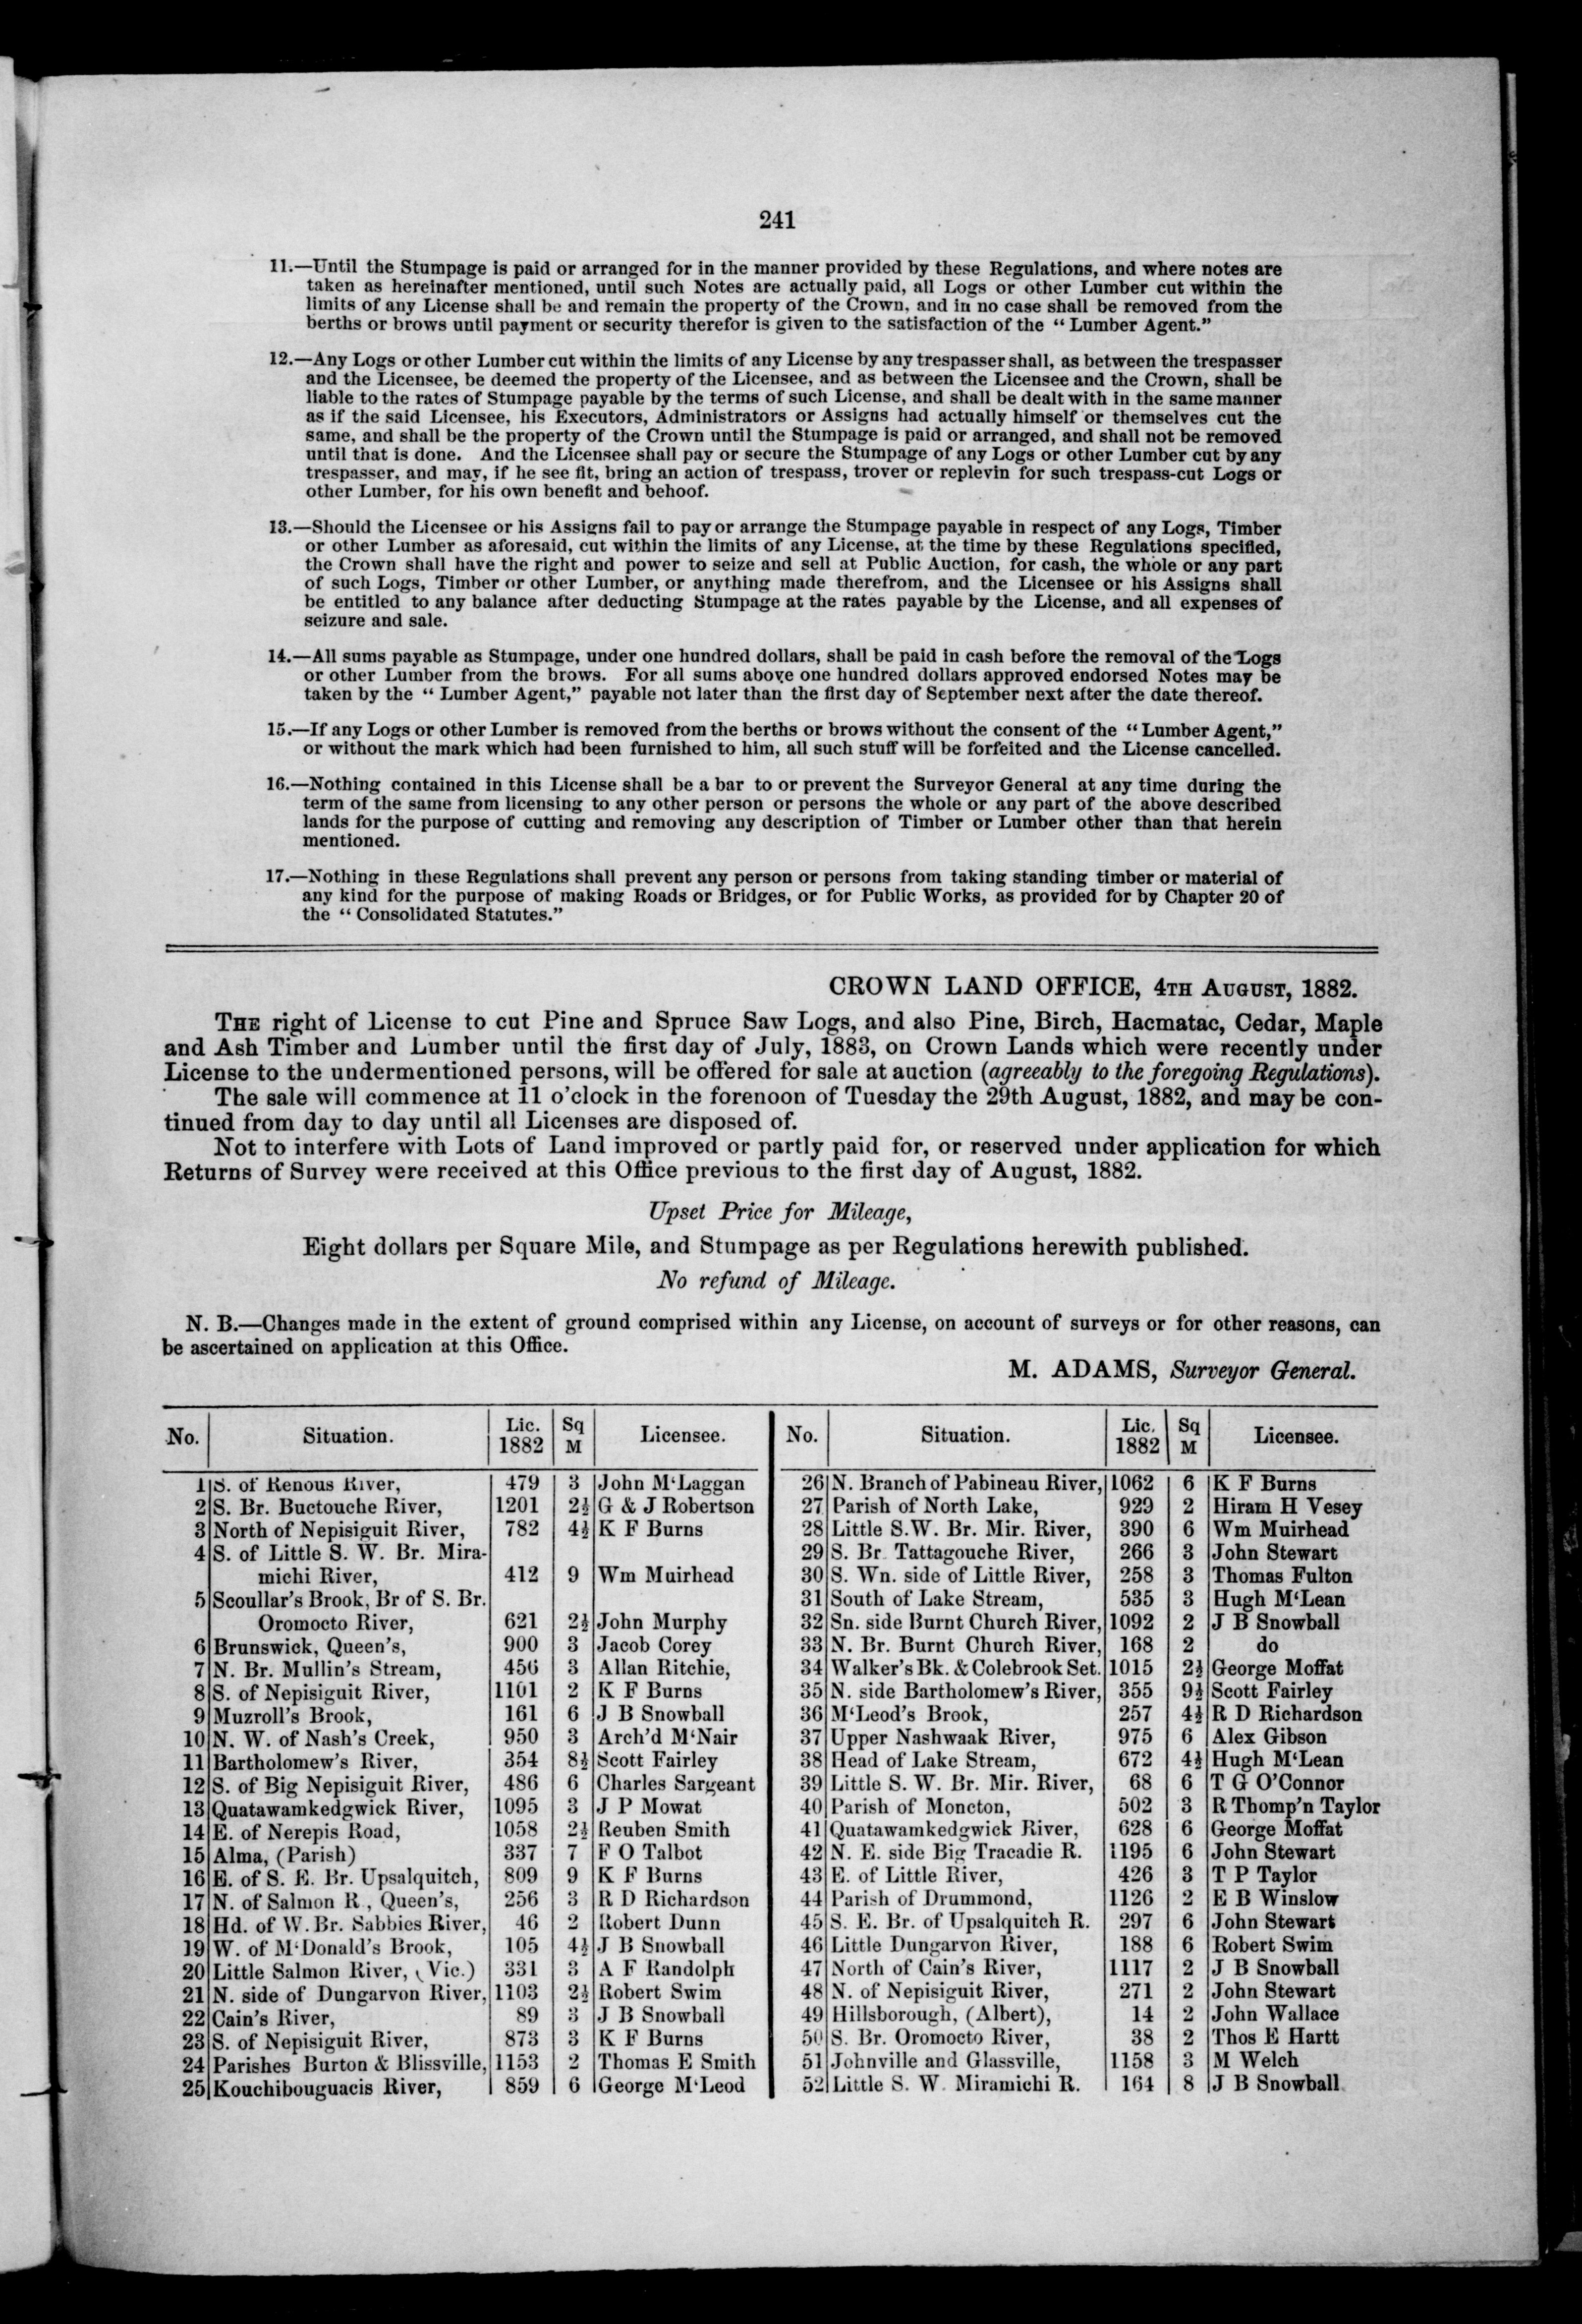 241
11.—Until the Stumpage is paid or arranged for in the manner provided by these Regulations, and where notes are
taken as hereinafter mentioned, until such Notes are actually paid, all Logs or other Lumber cut within the
limits of any License shall be and remain the property of the Crown, and in no case shall be removed from the
berths or brows until payment or security therefor is given to the satisfaction of the “ Lumber Agent.”
12.—Any Logs or other Lumber cut within the limits of any License by any trespasser shall, as between the trespasser
and the Licensee, be deemed the property of the Licensee, and as between the Licensee and the Crown, shall be
liable to the rates of Stumpage payable by the terms of such License, and shall be dealt with in the same manner
as if the said Licensee, his Executors, Administrators or Assigns had actually himself or themselves cut the
same, and shall be the property of the Crown until the Stumpage is paid or arranged, and shall not be removed
until that is done. And the Licensee shall pay or secure the Stumpage of any Logs or other Lumber cut by any
trespasser, and may, if he see fit, bring an action of trespass, trover or replevin for such trespass-cut Logs or
other Lumber, for his own benefit and behoof.
13.—Should the Licensee or his Assigns fail to pay or arrange the Stumpage payable in respect of any Logs, Timber
or other Lumber as aforesaid, cut within the limits of any License, at the time by these Regulations specified,
the Crown shall have the right and power to seize and sell at Public Auction, for cash, the whole or any part
of such Logs, Timber or other Lumber, or anything made therefrom, and the Licensee or his Assigns shall
be entitled to any balance after deducting Stumpage at the rates payable by the License, and all expenses of
seizure and sale.
14.—All sums payable as Stumpage, under one hundred dollars, shall be paid in cash before the removal of the Logs
or other Lumber from the brows. For all sums above one hundred dollars approved endorsed Notes may be
taken by the “ Lumber Agent,” payable not later than the first day of September next after the date thereof.
15.—If any Logs or other Lumber is removed from the berths or brows without the consent of the “ Lumber Agent,”
or without the mark which had been furnished to him, all such stuff will be forfeited and the License cancelled.
16.—Nothing contained in this License shall be a bar to or prevent the Surveyor General at any time during the
term of the same from licensing to any other person or persons the whole or any part of the above described
lands for the purpose of cutting and removing any description of Timber or Lumber other than that herein
mentioned.
17.—Nothing in these Regulations shall prevent any person or persons from taking standing timber or material of
any kind for the purpose of making Roads or Bridges, or for Public Works, as provided for by Chapter 20 of
the “ Consolidated Statutes.”
CROWN LAND OFFICE, 4TH AUGUST, 1882.
THE right of License to cut Pine and Spruce Saw Logs, and also Pine, Birch, Hacmatac, Cedar, Maple
and Ash Timber and Lumber until the first day of July, 1883, on Crown Lands which were recently under
License to the undermentioned persons, will be offered for sale at auction (agreeably to the foregoing Regulations).
The sale will commence at 11 o'clock in the forenoon of Tuesday the 29th August, 1882, and may be con-
tinued from day to day until all Licenses are disposed of.
Not to interfere with Lots of Land improved or partly paid for, or reserved under application for which
Returns of Survey were received at this Office previous to the first day of August, 1882.
Upset Price for Mileage,
Eight dollars per Square Mile, and Stumpage as per Regulations herewith published.
No refund of Mileage.
N. B.—Changes made in the extent of ground comprised within any License, on account of surveys or for other reasons, can
be ascertained on application at this Office.
M. ADAMS, Surveyor General.
No. Situation. Lic. 1882 Sq M Licensee.
1 S. of Renous River, 479 3 John M‘Laggan
2 S. Br. Buctouche River, 1201 2½ G & J Robertson
3 North of Nepisiguit River, 782 4½ K F Burns
4 S. of Little S. W. Br. Mira-
michi River, 412 9 Wm Muirhead
5 Scoullar's Brook, Br of S. Br.
Oromocto River, 621 2½ John Murphy
6 Brunswick, Queen's, 900 3 Jacob Corey
7 N. Br. Mullin's Stream, 456 3 Allan Ritchie,
8 S. of Nepisiguit River, 1101 2 K F Burns
9 Muzroll's Brook, 161 6 J B Snowball
10 N. W. of Nash's Creek, 950 3 Arch'd M‘Nair
11 Bartholomew's River, 354 8½ Scott Fairley
12 S. of Big Nepisiguit River, 486 6 Charles Sargeant
13 Quatawamkedgwick River, 1095 3 J P Mowat
14 E. of Nerepis Road, 1058 2½ Reuben Smith
15 Alma, (Parish) 337 7 F O Talbot
16 E. of S. E. Br. Upsalquitch, 809 9 K F Burns
17 N. of Salmon R , Queen's, 256 3 R D Richardson
18 Hd. of W. Br. Sabbies River, 46 2 Robert Dunn
19 W. of M‘Donald's Brook, 105 4½ J B Snowball
20 Little Salmon River, (Vic.) 331 3 A F Randolph
21 N. side of Dungarvon River, 1103 2½ Robert Swim
22 Cain's River, 89 3 J B Snowball
23 S. of Nepisiguit River, 873 3 K F Burns
24 Parishes Burton & Blissville, 1153 2 Thomas E Smith
25 Kouchibouguacis River, 859 6 George M‘Leod
No. Situation. Lic. 1882 Sq M Licensee.
26 N. Branch of Pabineau River, 1062 6 K F Burns
27 Parish of North Lake, 929 2 Hiram H Vesey
28 Little S.W. Br. Mir. River, 390 6 Wm Muirhead
29 S. Br. Tattagouche River, 266 3 John Stewart
30 S. Wn. side of Little River, 258 3 Thomas Fulton
31 South of Lake Stream, 535 3 Hugh M‘Lean
32 Sn. side Burnt Church River, 1092 2 J B Snowball
33 N. Br. Burnt Church River, 168 2 do
34 Walker's Bk. & Colebrook Set. 1015 2½ George Moffat
35 N. side Bartholomew's River, 355 9½ Scott Fairley
36 M‘Leod's Brook, 257 4½ R D Richardson
37 Upper Nashwaak River, 975 6 Alex Gibson
38 Head of Lake Stream, 672 4½ Hugh M‘Lean
39 Little S. W. Br. Mir. River, 68 6 T G O'Connor
40 Parish of Moncton, 502 3 R Thomp'n Taylor
41 Quatawamkedgwick River, 628 6 George Moffat
42 N. E. side Big Tracadie R. 1195 6 John Stewart
43 E. of Little River, 426 3 T P Taylor
44 Parish of Drummond, 1126 2 E B Winslow
45 S. E. Br. of Upsalquitch R. 297 6 John Stewart
46 Little Dungarvon River, 188 6 Robert Swim
47 North of Cain's River, 1117 2 J B Snowball
48 N. of Nepisiguit River, 271 2 John Stewart
49 Hillsborough, (Albert), 14 2 John Wallace
50 S. Br. Oromocto River, 38 2 Thos E Hartt
51 Johnville and Glassville, 1158 3 M Welch
52 Little S. W. Miramichi R. 164 8 J B Snowball